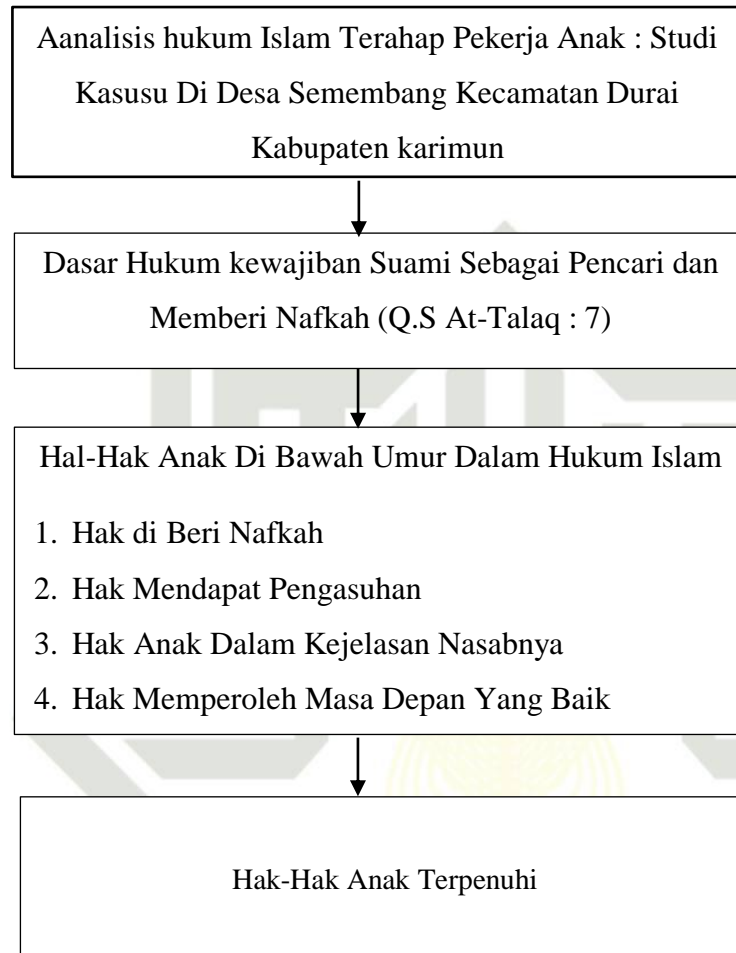 Aanalisis hukum Islam Terahap Pekerja Anak : Studi
Kasusu Di Desa Semembang Kecamatan Durai
Kabupaten karimun
Dasar Hukum kewajiban Suami Sebagai Pencari dan
Memberi Nafkah (Q.S At-Talaq : 7)
Hal-Hak Anak Di Bawah Umur Dalam Hukum Islam
1. Hak di Beri Nafkah
2. Hak Mendapat Pengasuhan
3. Hak Anak Dalam Kejelasan Nasabnya
4. Hak Memperoleh Masa Depan Yang Baik
Hak-Hak Anak Terpenuhi